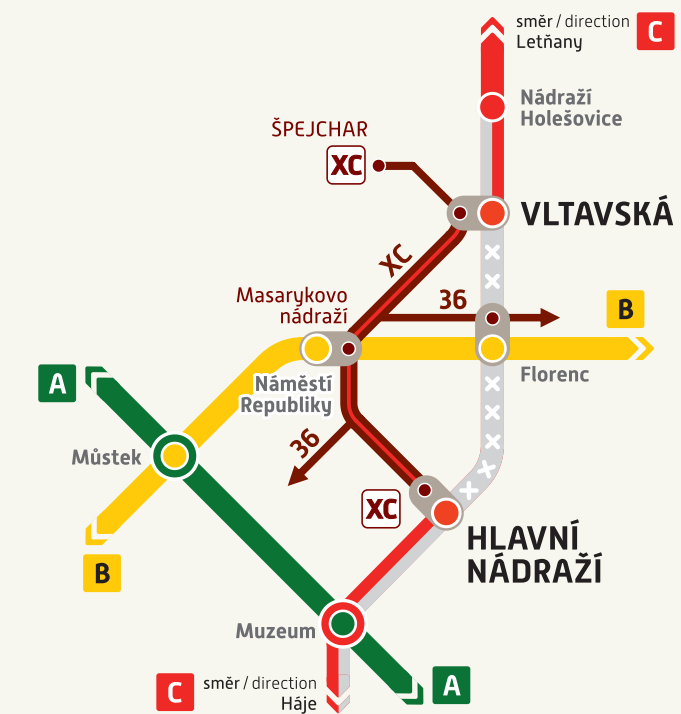 směr / direction
Letňany
C
Nádraží
Holešovice
ŠPEJCHAR
XC
VLTAVSKÁ
XC
Masarykovo
nádraží
36
B
A
Náměstí
Republiky
Florenc
36
Můstek
XC
HLAVNÍ
NÁDRAŽÍ
B
Muzeum
C
směr / direction
Háje
A